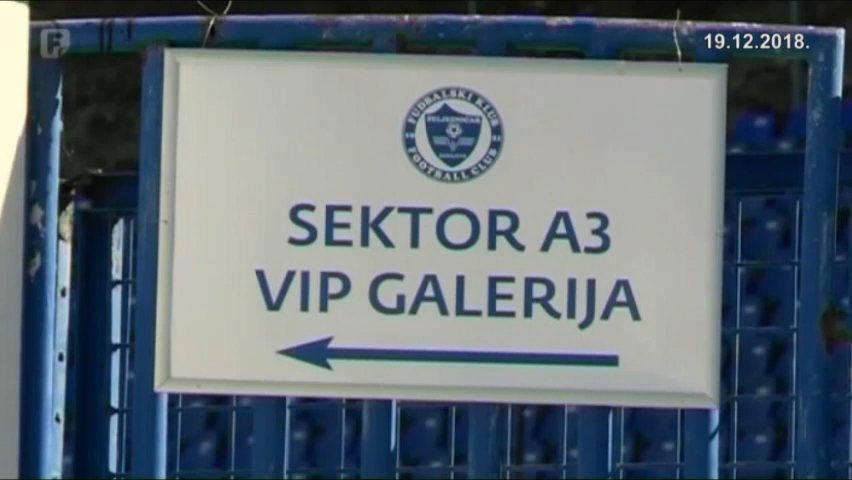 19.12.2018.
FUDBALSKI KLUB
ŽELJEZNIČAR
FOOTBALL CLUB
SEKTOR A3
VIP GALERIJA